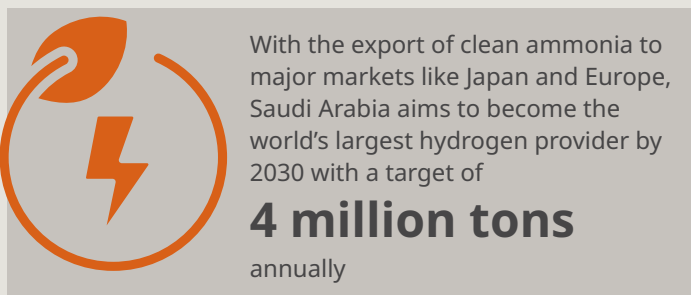 With the export of clean ammonia to
major markets like Japan and Europe,
Saudi Arabia aims to become the
world’s largest hydrogen provider by
2030 with a target of
4 million tons
annually